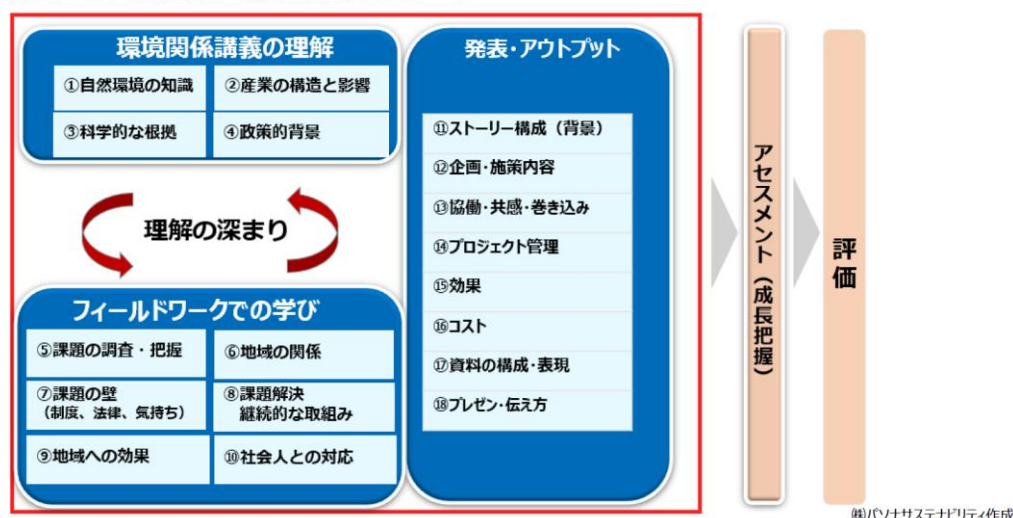 環境関係講義の理解
①自然環境の知識
②産業の構造と影響
③科学的な根拠
④政策的背景
理解の深まり
フィールドワークでの学び
⑤課題の調査・把握
⑥地域の関係
⑦課題の壁
（制度、法律、気持ち）
⑧課題解決
継続的な取組み
⑨地域への効果
⑩社会人との対応
発表・アウトプット
⑪ストーリー構成（背景）
⑫企画・施策内容
⑬協働・共感・巻き込み
⑭プロジェクト管理
⑮効果
⑯コスト
⑰資料の構成・表現
⑱プレゼン・伝え方
アセスメント（成長把握）
評価
㈱パソナサステナビリティ作成